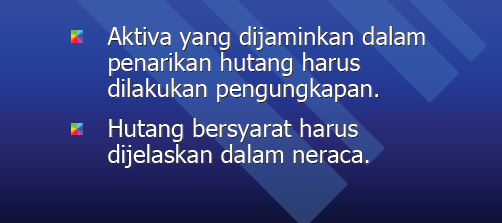 Aktiva yang dijaminkan dalam
penarikan hutang harus
dilakukan pengungkapan.
Hutang bersyarat harus
dijelaskan dalam neraca.